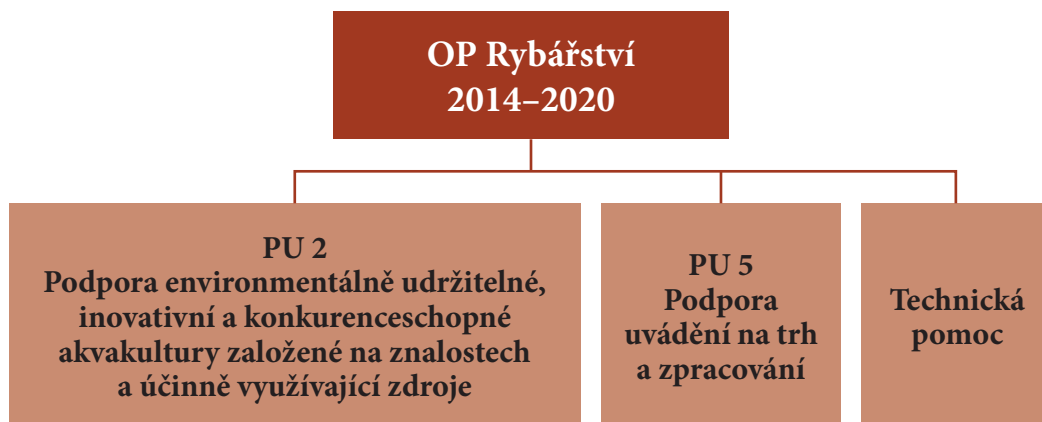 OP Rybářství
2014–2020
PU 2
Podpora environmentálně udržitelné,
inovativní a konkurenceschopné
akvakultury založené na znalostech
a účinně využívající zdroje
PU 5
Podpora
uvádění na trh
a zpracování
Technická
pomoc